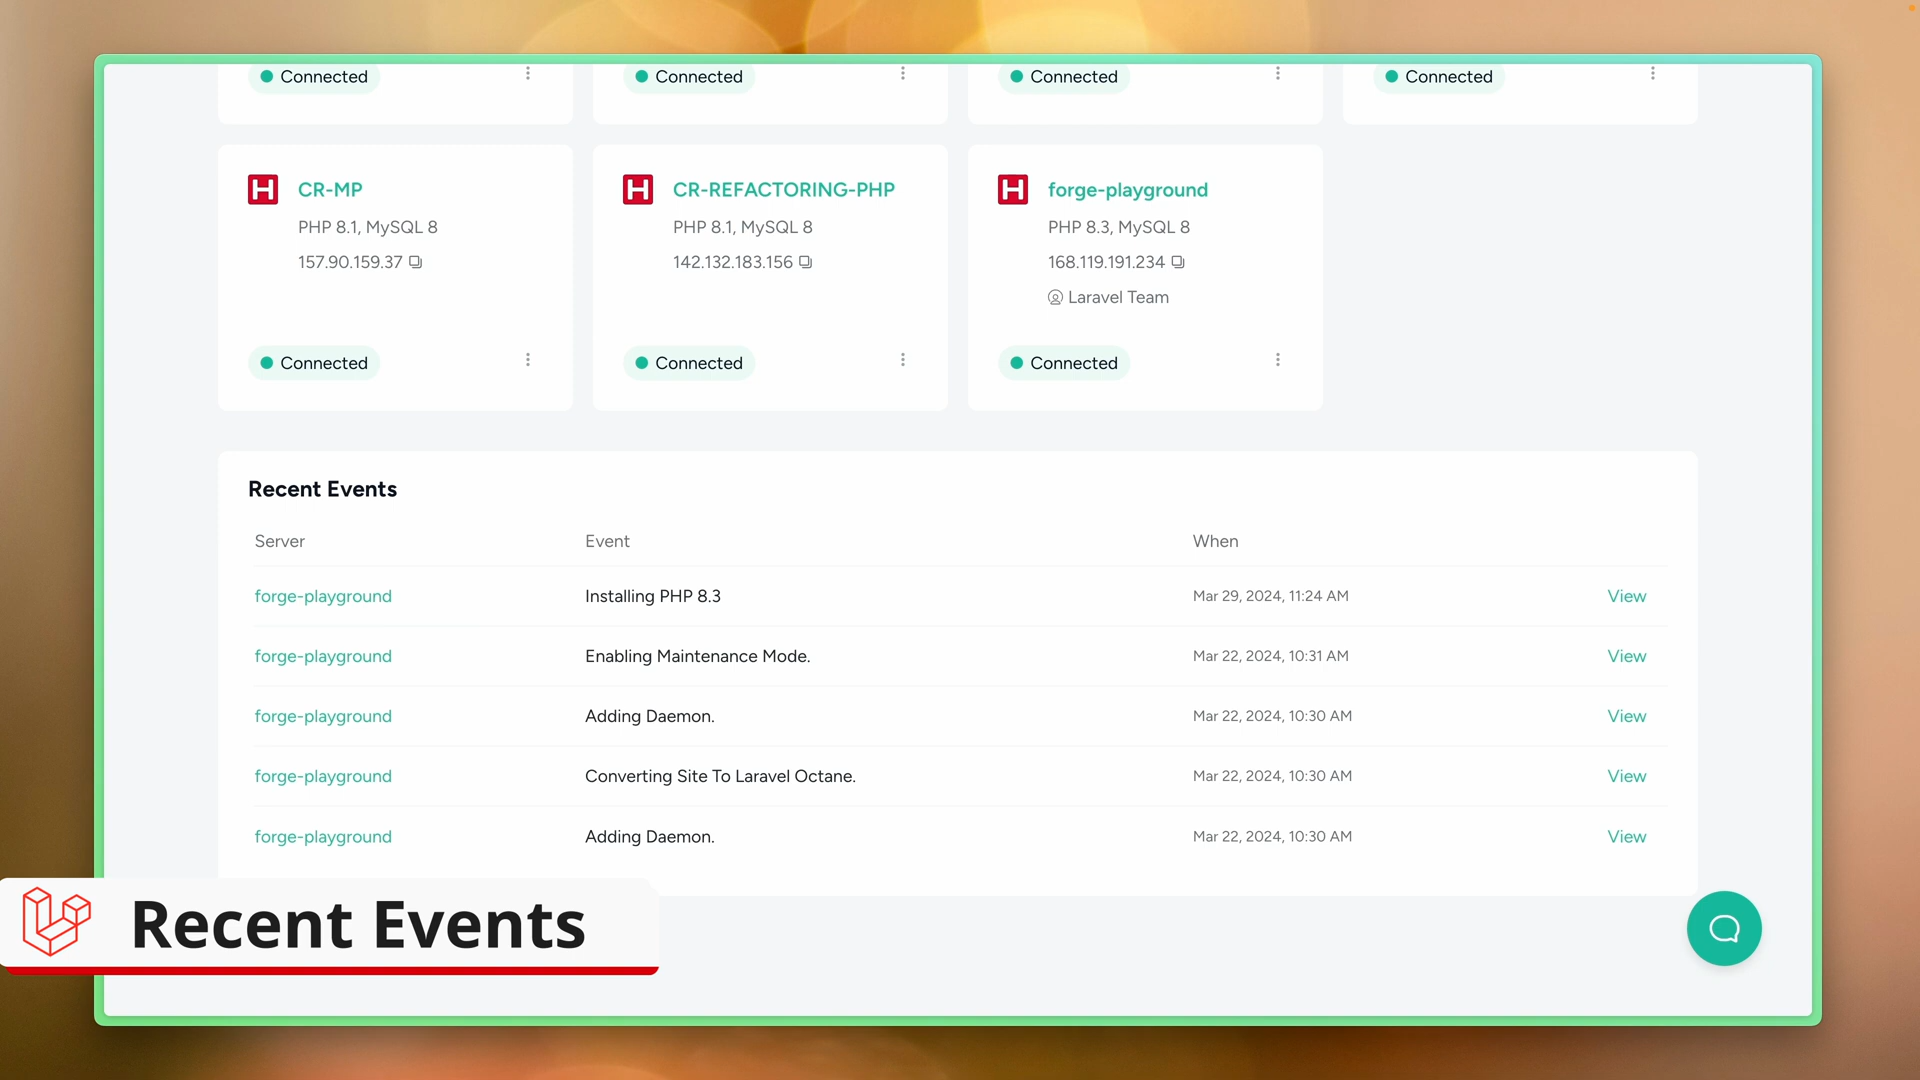 Connected
Connected
Connected
Connected
CR-MP
PHP 8.1, MySQL 8
157.90.159.37
Connected
CR-REFACTORING-PHP
PHP 8.1, MySQL 8
142.132.183.156
Connected
forge-playground
PHP 8.3, MySQL 8
168.119.191.234
Laravel Team
Connected
Recent Events
Server Event When
forge-playground Installing PHP 8.3 Mar 29, 2024, 11:24 AM View
forge-playground Enabling Maintenance Mode. Mar 22, 2024, 10:31 AM View
forge-playground Adding Daemon. Mar 22, 2024, 10:30 AM View
forge-playground Converting Site To Laravel Octane. Mar 22, 2024, 10:30 AM View
forge-playground Adding Daemon. Mar 22, 2024, 10:30 AM View
Recent Events